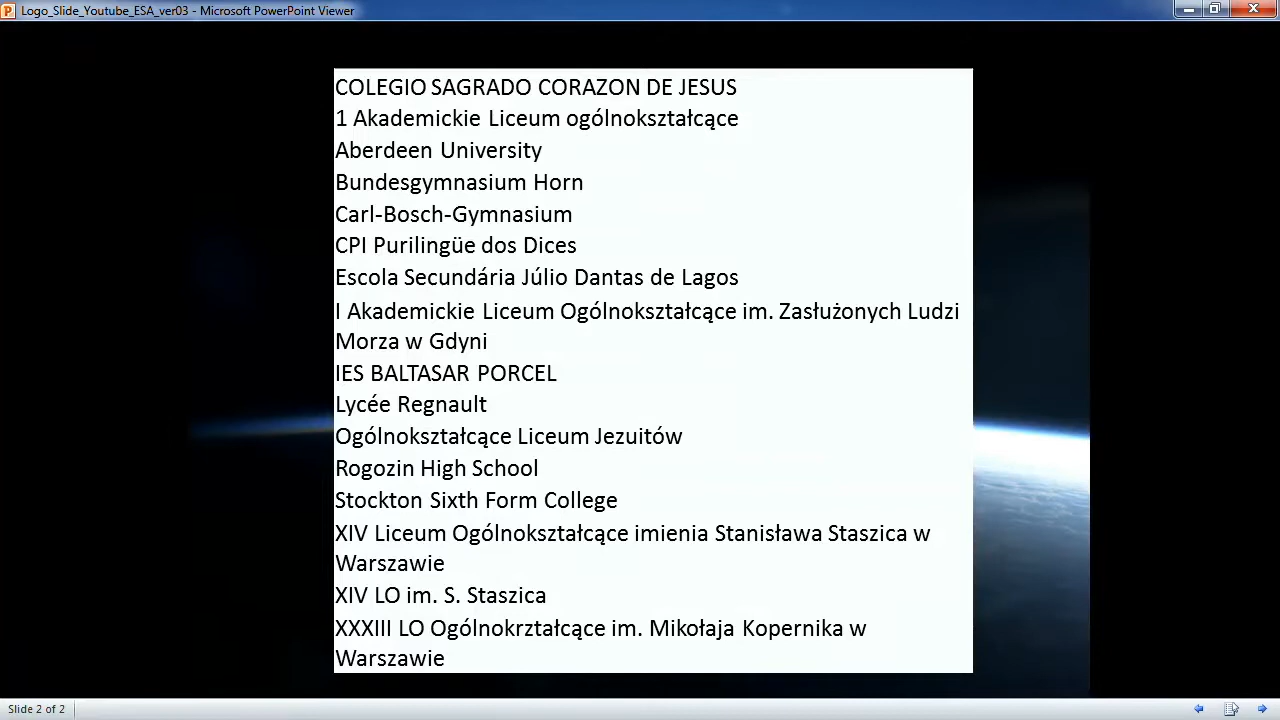 Logo_Slide_Youtube_ESA_ver03 - Microsoft PowerPoint Viewer
COLEGIO SAGRADO CORAZON DE JESUS
1 Akademickie Liceum ogólnokształcące
Aberdeen University
Bundesgymnasium Horn
Carl-Bosch-Gymnasium
CPI Purilingüe dos Dices
Escola Secundária Júlio Dantas de Lagos
I Akademickie Liceum Ogólnokształcące im. Zasłużonych Ludzi
Morza w Gdyni
IES BALTASAR PORCEL
Lycée Regnault
Ogólnokształcące Liceum Jezuitów
Rogozin High School
Stockton Sixth Form College
XIV Liceum Ogólnokształcące imienia Stanisława Staszica w
Warszawie
XIV LO im. S. Staszica
XXXIII LO Ogólnokrztałcące im. Mikołaja Kopernika w
Warszawie
Slide 2 of 2